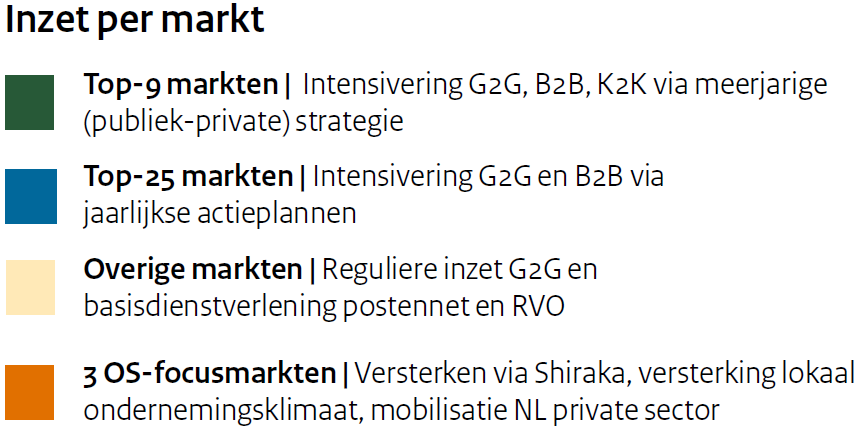 Inzet per markt
Top-9 markten | Intensivering G2G, B2B, K2K via meerjarige
(publiek-private) strategie
Top-25 markten | Intensivering G2G en B2B via
jaarlijkse actieplannen
Overige markten | Reguliere inzet G2G en
basisdienstverlening postennet en RVO
3 OS-focusmarkten | Versterken via Shiraka, versterking lokaal
ondernemingsklimaat, mobilisatie NL private sector